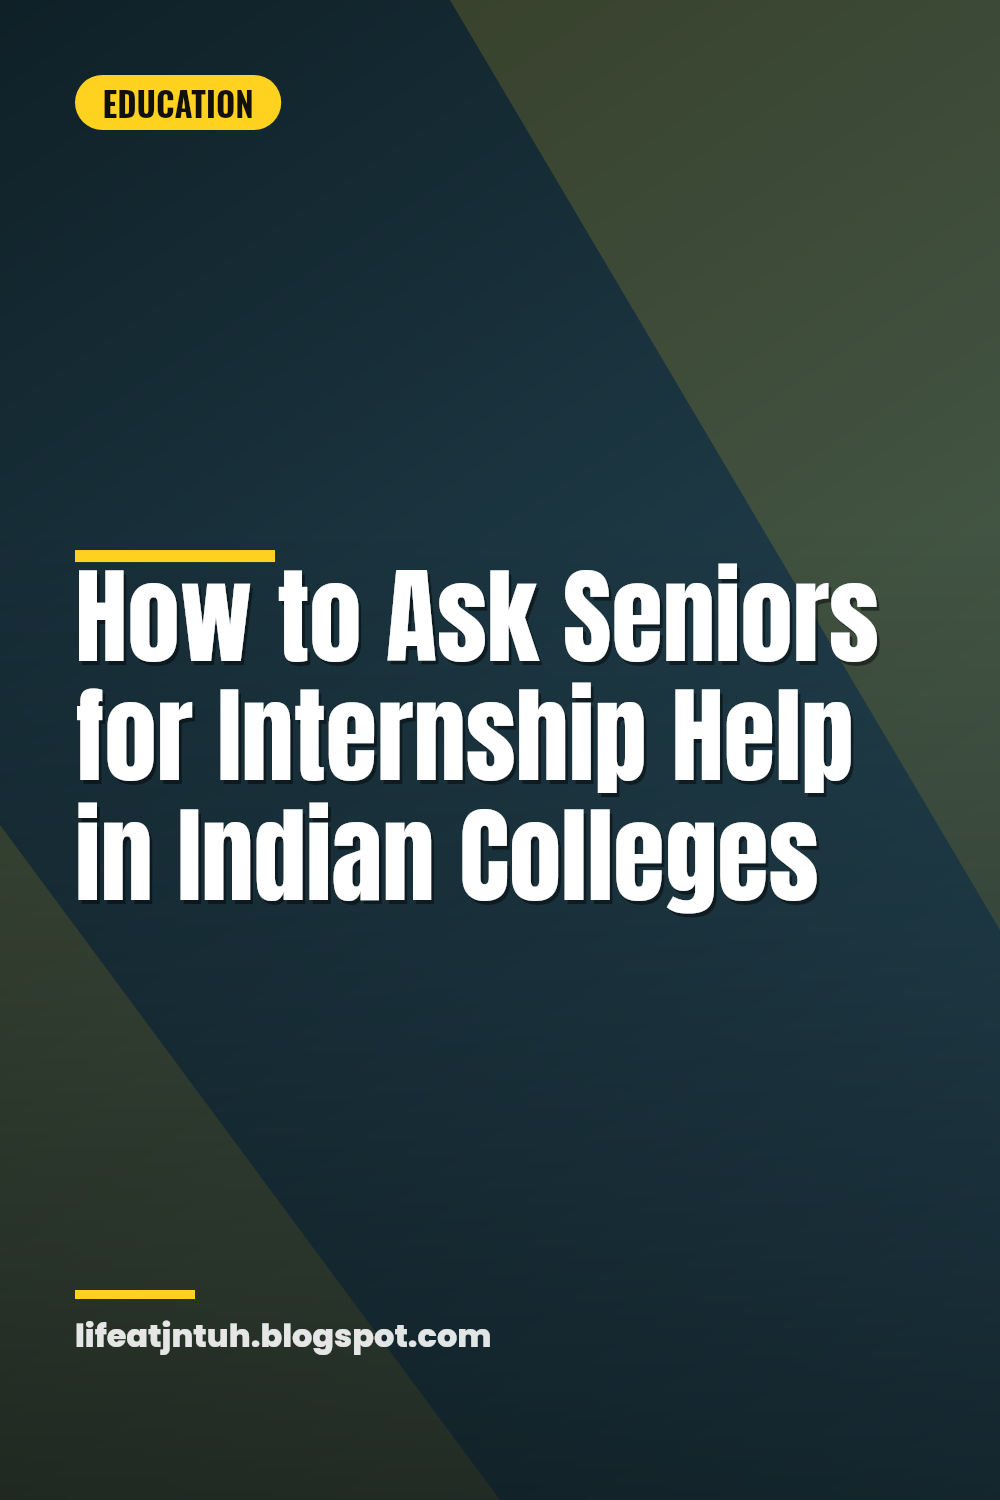 EDUCATION
How to Ask Seniors
for Internship Help
in Indian Colleges
lifeatjntuh.blogspot.com